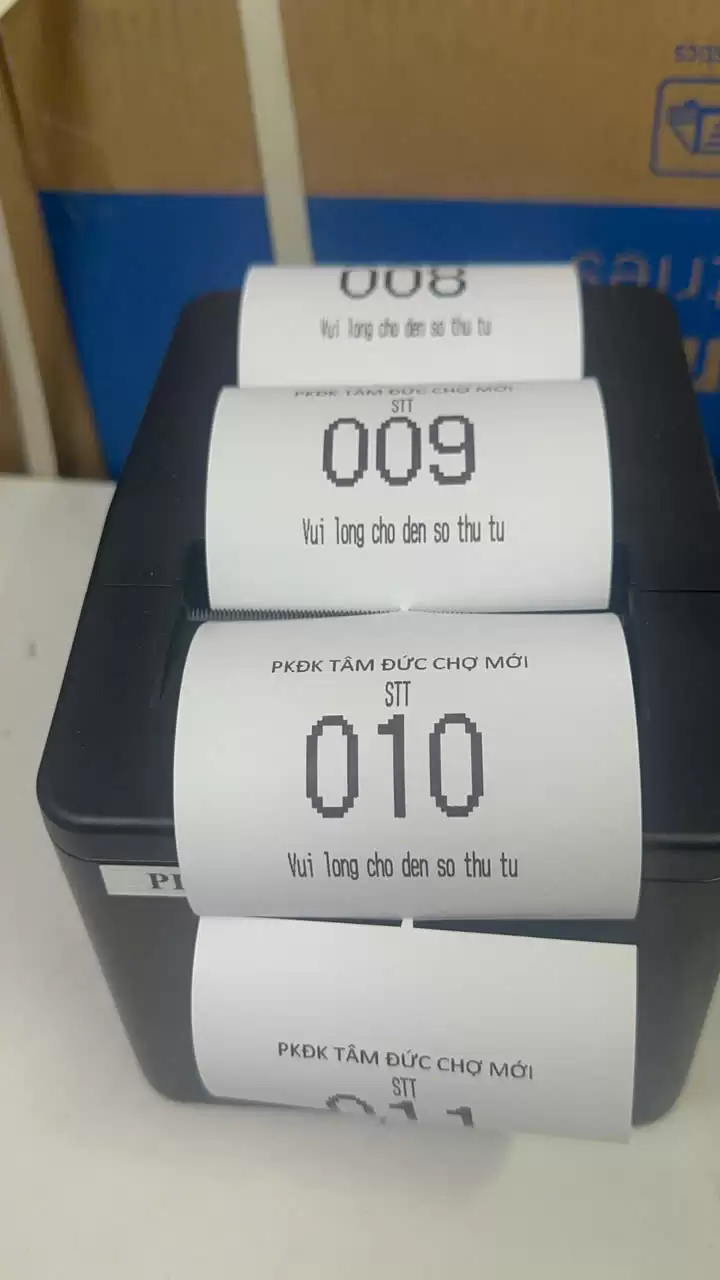 008
Vui long cho den so thu tu
PKĐK TÂM ĐỨC CHỢ MỚI
STT
009
Vui long cho den so thu tu
PKĐK TÂM ĐỨC CHỢ MỚI
STT
010
Vui long cho den so thu tu
PKĐK TÂM ĐỨC CHỢ MỚI
STT
011